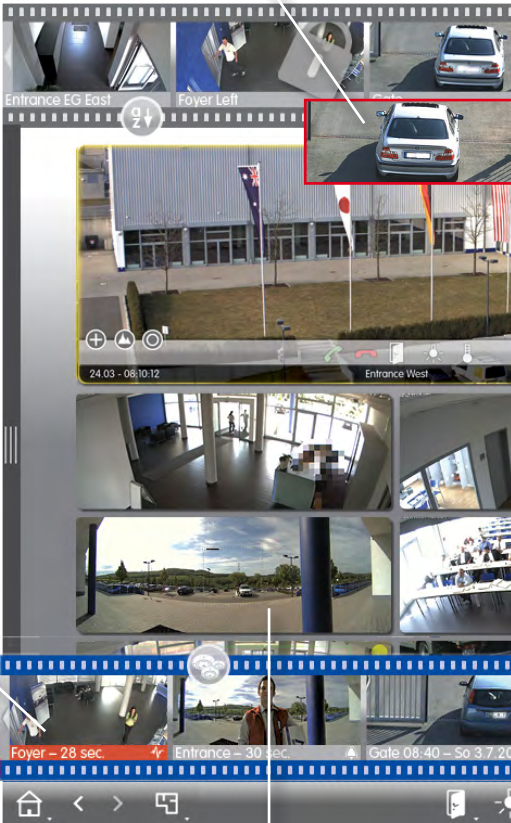 Entrance EG East
Foyer Left
Gate
a
z
24.03 - 08:10:12
Entrance West
Foyer – 28 sec.
Entrance – 30 sec.
Gate 08:40 – So 3.7.20